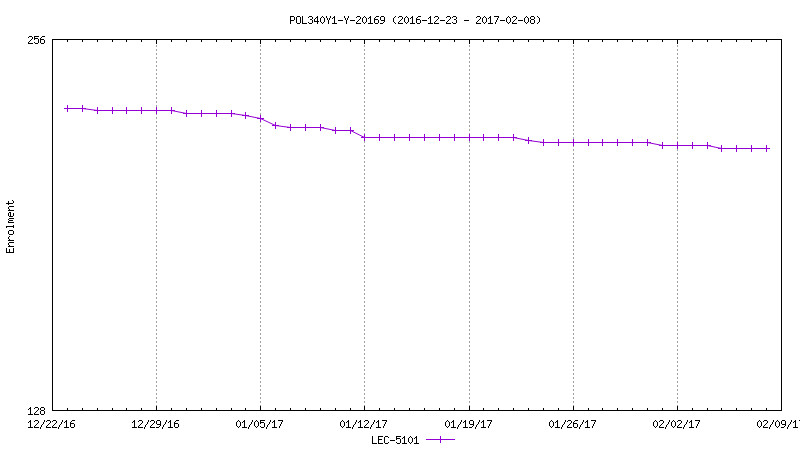 POL340Y1-Y-20169 (2016-12-23 - 2017-02-08)
256
Enrolment
128
12/22/16 12/29/16 01/05/17 01/12/17 01/19/17 01/26/17 02/02/17 02/09/1
LEC-5101